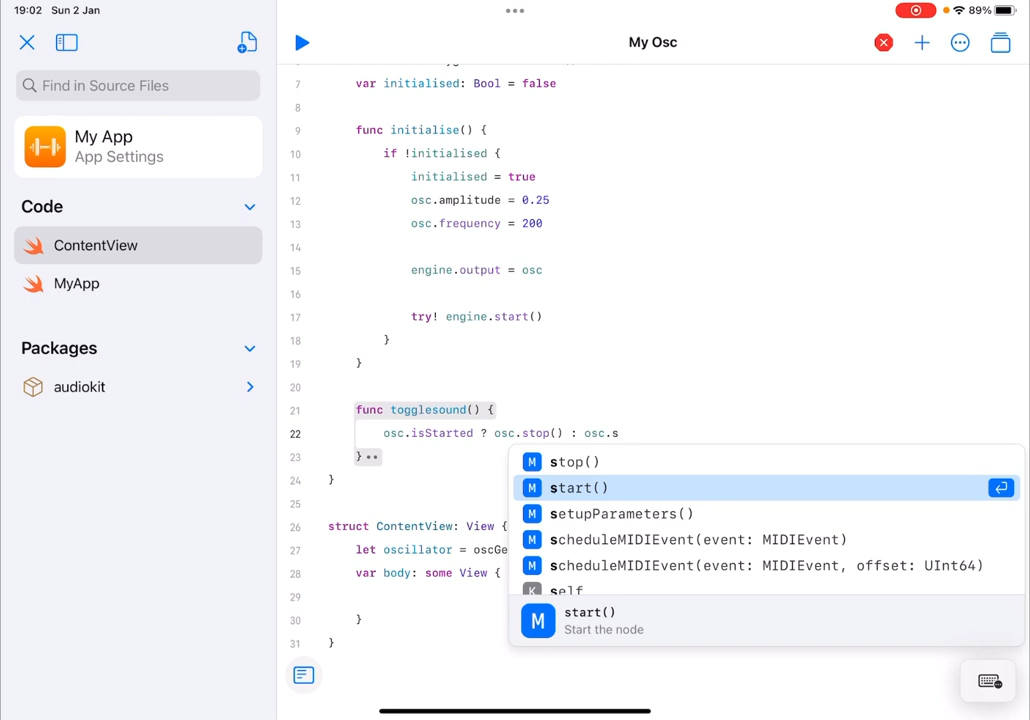 19:02 Sun 2 Jan
89%
My Osc
Find in Source Files
My App
App Settings
Code
ContentView
MyApp
Packages
audiokit
7 var initialised: Bool = false
8
9 func initialise() {
10 if !initialised {
11 initialised = true
12 osc.amplitude = 0.25
13 osc.frequency = 200
14
15 engine.output = osc
16
17 try! engine.start()
18 }
19 }
20
21 func togglesound() {
22 osc.isStarted ? osc.stop() : osc.s
23 }
24 }
25
26 struct ContentView: View {
27 let oscillator = oscGe
28 var body: some View {
29
30 }
31 }
M stop()
M start()
M setupParameters()
M scheduleMIDIEvent(event: MIDIEvent)
M scheduleMIDIEvent(event: MIDIEvent, offset: UInt64)
K self
M start()
Start the node